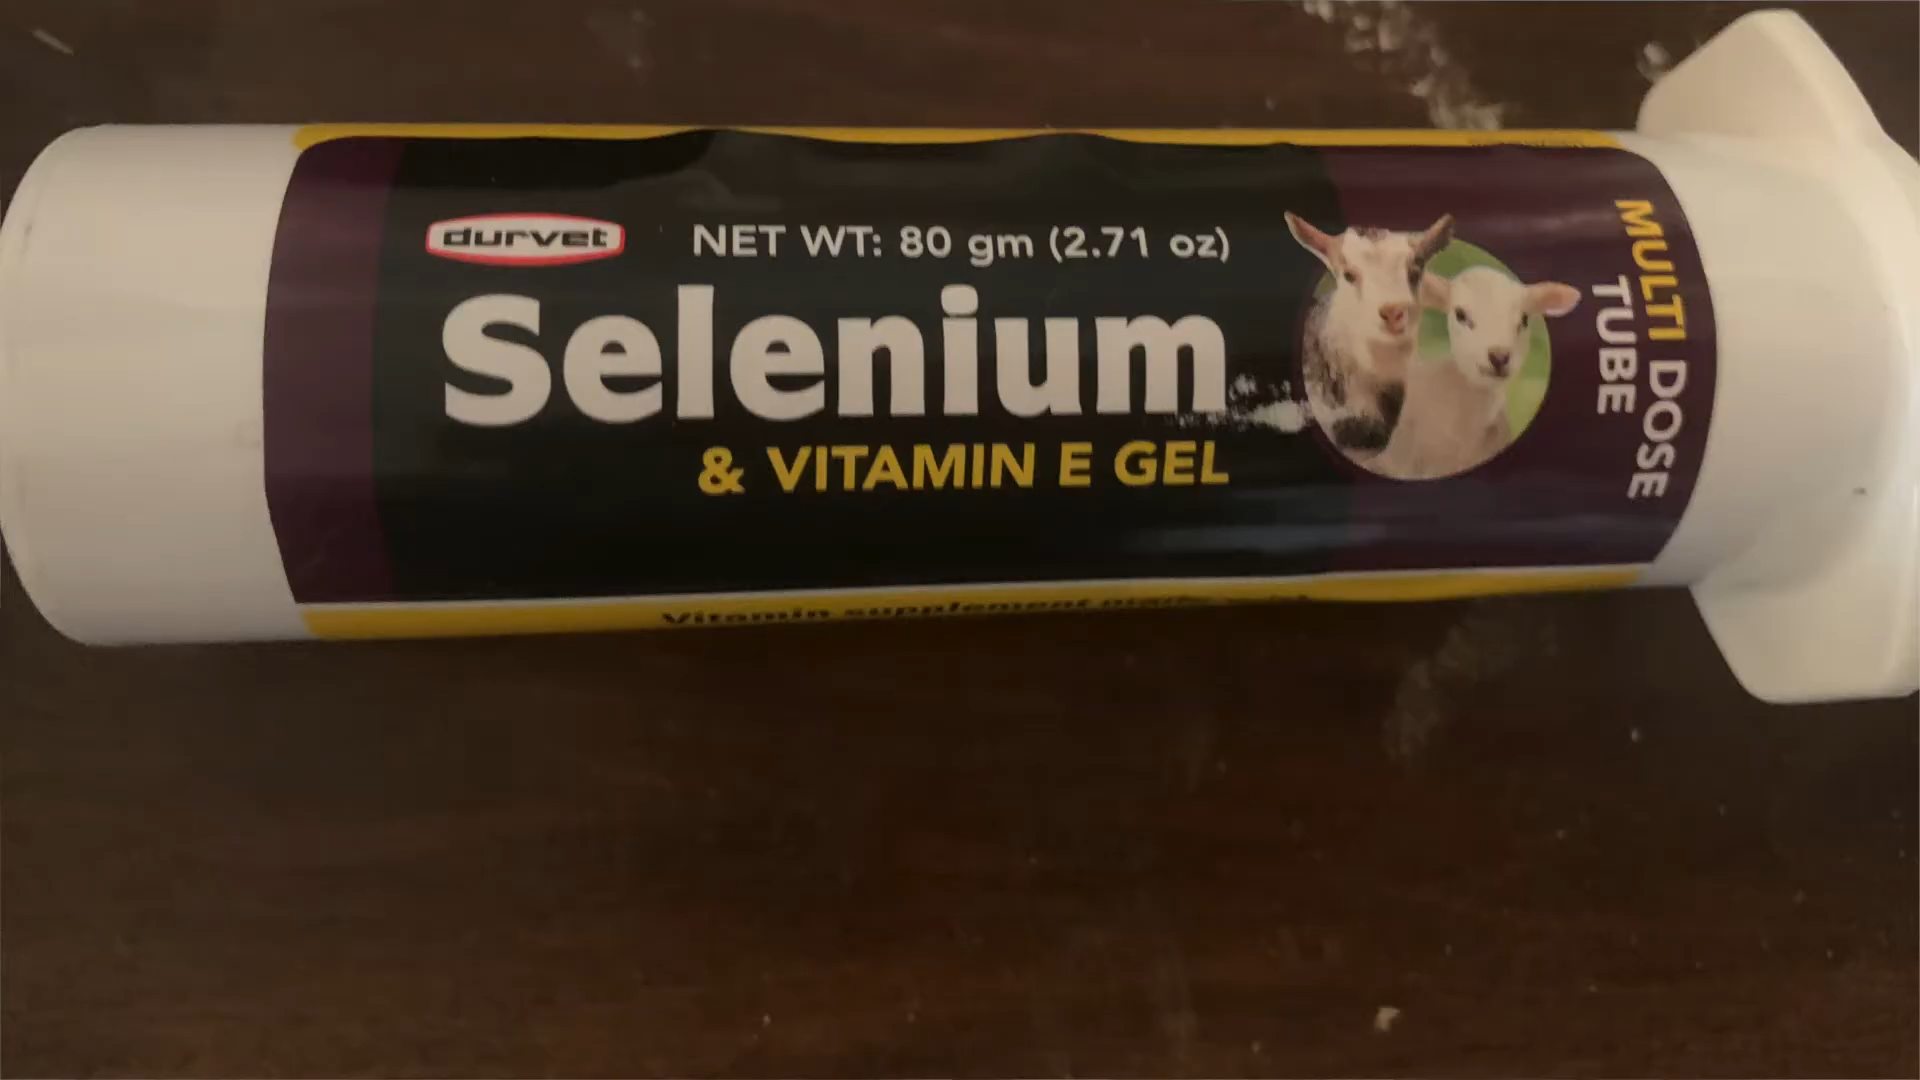 durvet
NET WT: 80 gm (2.71 oz)
Selenium
& VITAMIN E GEL
MULTI DOSE
TUBE
Vitamin supplement